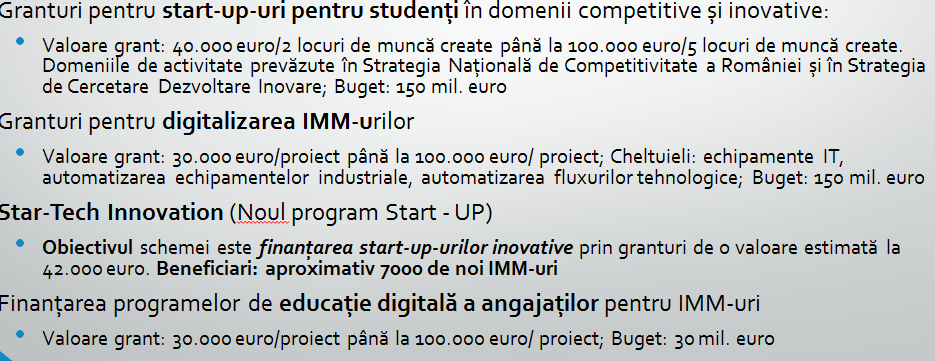 Granturi pentru start-up-uri pentru studenți în domenii competitive și inovative:
Valoare grant: 40.000 euro/2 locuri de muncă create până la 100.000 euro/5 locuri de muncă create.
Domeniile de activitate prevăzute în Strategia Națională de Competitivitate a României și în Strategia
de Cercetare Dezvoltare Inovare; Buget: 150 mil. euro
Granturi pentru digitalizarea IMM-urilor
Valoare grant: 30.000 euro/proiect până la 100.000 euro/ proiect; Cheltuieli: echipamente IT,
automatizarea echipamentelor industriale, automatizarea fluxurilor tehnologice; Buget: 150 mil. euro
Star-Tech Innovation (Noul program Start - UP)
Obiectivul schemei este finanțarea start-up-urilor inovative prin granturi de o valoare estimată la
42.000 euro. Beneficiari: aproximativ 7000 de noi IMM-uri
Finanțarea programelor de educație digitală a angajaților pentru IMM-uri
Valoare grant: 30.000 euro/proiect până la 100.000 euro/ proiect; Buget: 30 mil. euro